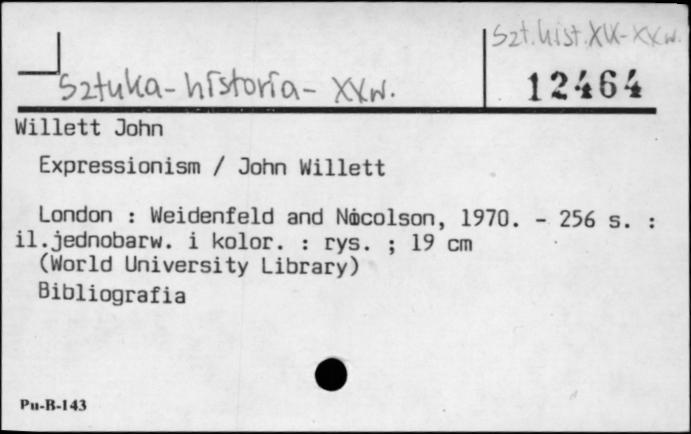 Szt. hist. XIX-XXw.
Sztuka-historia- XXw.
12464
Willett John
Expressionism / John Willett
London : Weidenfeld and Nicolson, 1970. - 256 s. :
il.jednobarw. i kolor. : rys. ; 19 cm
(World University Library)
Bibliografia
Pu-B-143